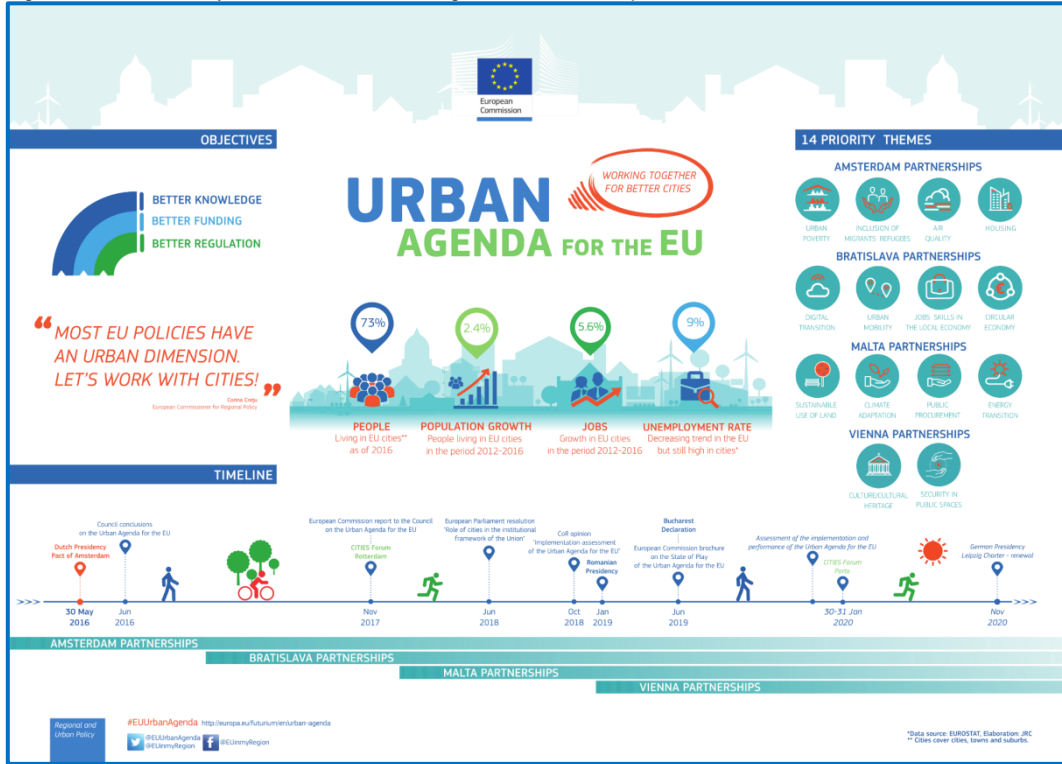 European
Commission
OBJECTIVES
BETTER KNOWLEDGE
BETTER FUNDING
BETTER REGULATION
“MOST EU POLICIES HAVE
AN URBAN DIMENSION.
LET'S WORK WITH CITIES!”
Corina Crețu
European Commissioner for Regional Policy
URBAN
AGENDA FOR THE EU
WORKING TOGETHER
FOR BETTER CITIES
73%
PEOPLE
Living in EU cities**
as of 2016
2.4%
POPULATION GROWTH
People living in EU cities
in the period 2012-2016
5.6%
JOBS
Growth in EU cities
in the period 2012-2016
9%
UNEMPLOYMENT RATE
Decreasing trend in the EU
but still high in cities*
14 PRIORITY THEMES
AMSTERDAM PARTNERSHIPS
URBAN
POVERTY
INCLUSION OF
MIGRANTS REFUGEES
AIR
QUALITY
HOUSING
BRATISLAVA PARTNERSHIPS
DIGITAL
TRANSITION
URBAN
MOBILITY
JOBS SKILLS IN
THE LOCAL ECONOMY
CIRCULAR
ECONOMY
MALTA PARTNERSHIPS
SUSTAINABLE
USE OF LAND
CLIMATE
ADAPTATION
PUBLIC
PROCUREMENT
ENERGY
TRANSITION
VIENNA PARTNERSHIPS
CULTURE/CULTURAL
HERITAGE
SECURITY IN
PUBLIC SPACES
TIMELINE
Dutch Presidency
Pact of Amsterdam
30 May
2016
Council conclusions
on the Urban Agenda for the EU
Jun
2016
European Commission report to the Council
on the Urban Agenda for the EU
CITIES Forum
Rotterdam
Nov
2017
European Parliament resolution
"Role of cities in the institutional
framework of the Union"
Jun
2018
CoR opinion
"Implementation assessment
of the Urban Agenda for the EU"
Oct
2018
Romanian
Presidency
Jan
2019
Bucharest
Declaration
European Commission brochure
on the State of Play
of the Urban Agenda for the EU
Jun
2019
Assessment of the implementation and
performance of the Urban Agenda for the EU
CITIES Forum
Porto
30-31 Jan
2020
German Presidency
Leipzig Charter - renewal
Nov
2020
AMSTERDAM PARTNERSHIPS
BRATISLAVA PARTNERSHIPS
MALTA PARTNERSHIPS
VIENNA PARTNERSHIPS
Regional and
Urban Policy
#EUUrbanAgenda http://europa.eu/futurium/en/urban-agenda
@EUUrbanAgenda
@EUinmyRegion
@EUinmyRegion
*Data source: EUROSTAT, Elaboration: JRC
** Cities cover cities, towns and suburbs.